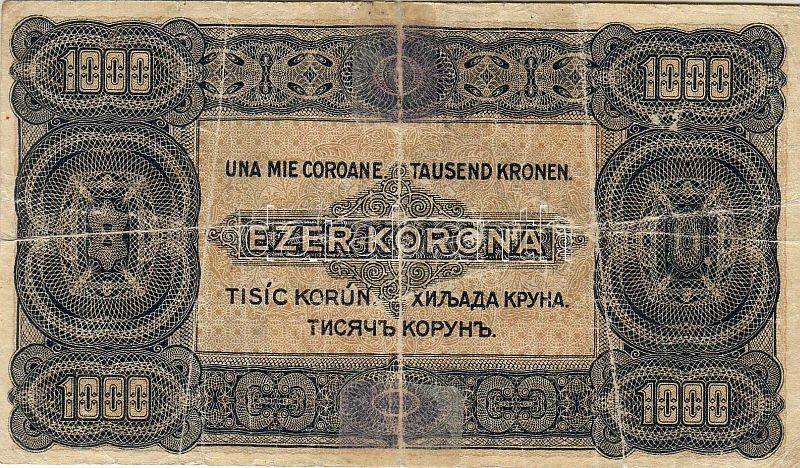 1000 1000
UNA MIE COROANE. TAUSEND KRONEN.
EZER KORONA
TISÍC KORÚN. ХИЉАДА КРУНА.
ТИСЯЧЪ КОРУНЪ.
1000 1000